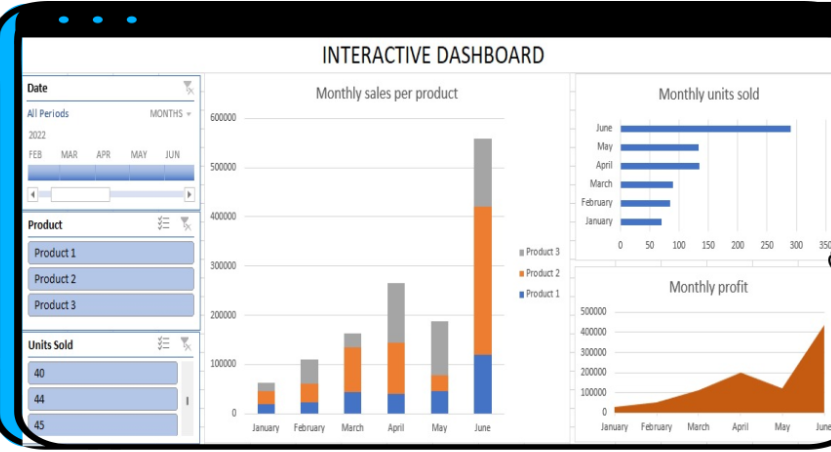 INTERACTIVE DASHBOARD
Date
All Periods MONTHS
2022
FEB MAR APR MAY JUN
Product
Product 1
Product 2
Product 3
Units Sold
40
44
45
Monthly sales per product
600000
500000
400000
300000
200000
100000
0
January February March April May June
Product 3
Product 2
Product 1
Monthly units sold
June
May
April
March
February
January
0 50 100 150 200 250 300 350
Monthly profit
500000
400000
300000
200000
100000
0
January February March April May June